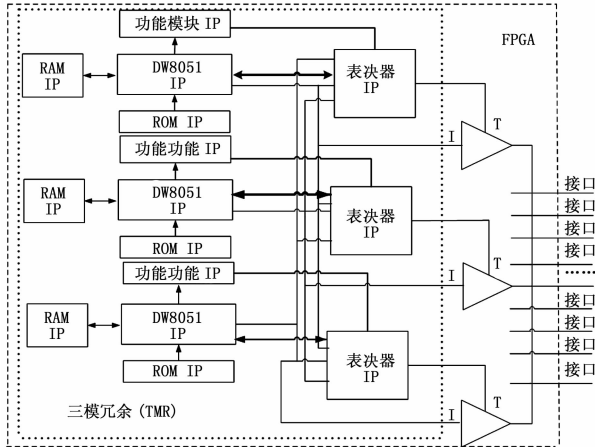 功能模块 IP
FPGA
RAM
IP
DW8051
IP
表决器
IP
ROM IP
T
I
功能功能 IP
接口
RAM
IP
DW8051
IP
接口
表决器
IP
接口
ROM IP
T
接口
功能功能 IP
I
......
接口
RAM
IP
DW8051
IP
接口
表决器
IP
接口
ROM IP
接口
T
三模冗余(TMR)
I